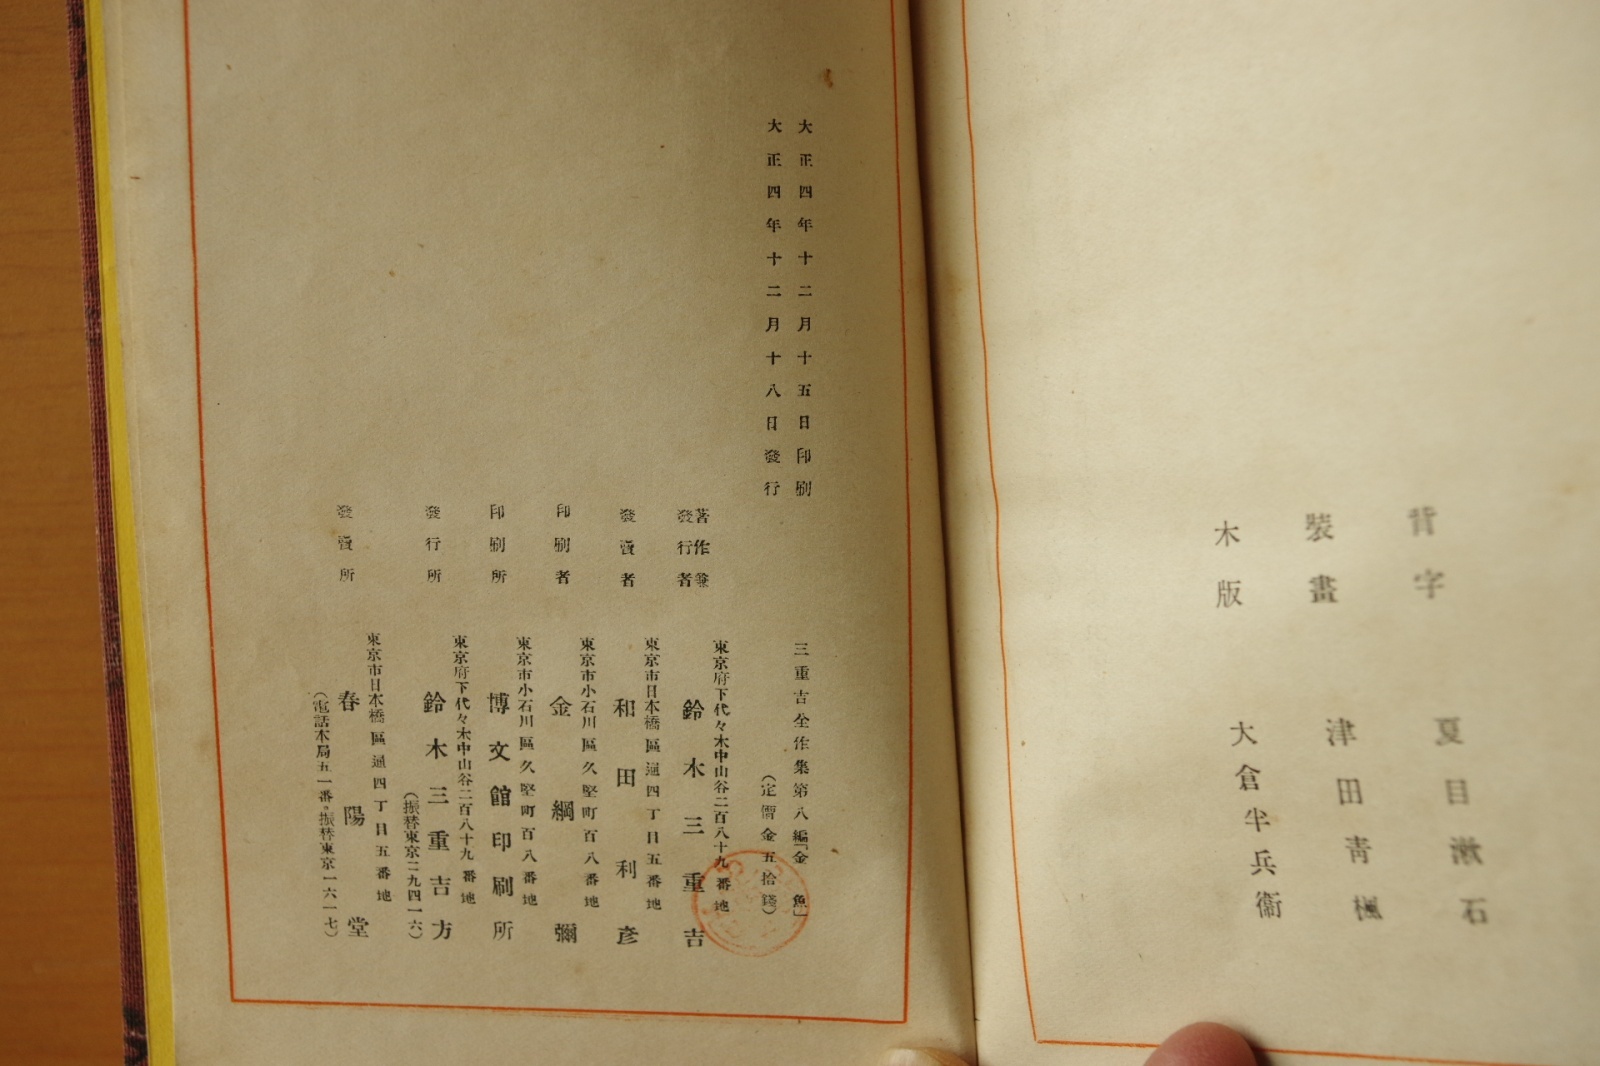 背字 夏目漱石
裝畫 津田靑楓
木版 大倉半兵衞
大正四年十二月十五日印刷
大正四年十二月十八日發行
三重吉全作集第八編「金魚」
（定價金五拾錢）
著作兼
發行者
東京府下代々木中山谷二百八十九番地
鈴木三重吉
發賣者
東京市日本橋區通四丁目五番地
和田利彦
印刷者
東京市小石川區久堅町百八番地
金綱彌
印刷所
東京市小石川區久堅町百八番地
博文館印刷所
發行所
東京府下代々木中山谷二百八十九番地
鈴木三重吉方
（振替東京二九四一六）
發賣所
東京市日本橋區通四丁目五番地
春陽堂
（電話本局五一番。振替東京一六一七）